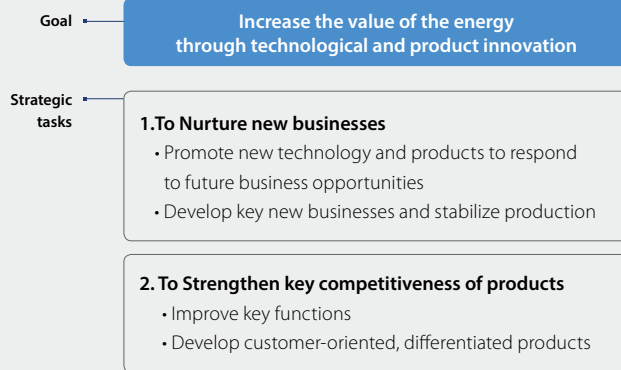 Goal
Increase the value of the energy
through technological and product innovation
Strategic
tasks
1.To Nurture new businesses
• Promote new technology and products to respond
to future business opportunities
• Develop key new businesses and stabilize production
2. To Strengthen key competitiveness of products
• Improve key functions
• Develop customer-oriented, differentiated products